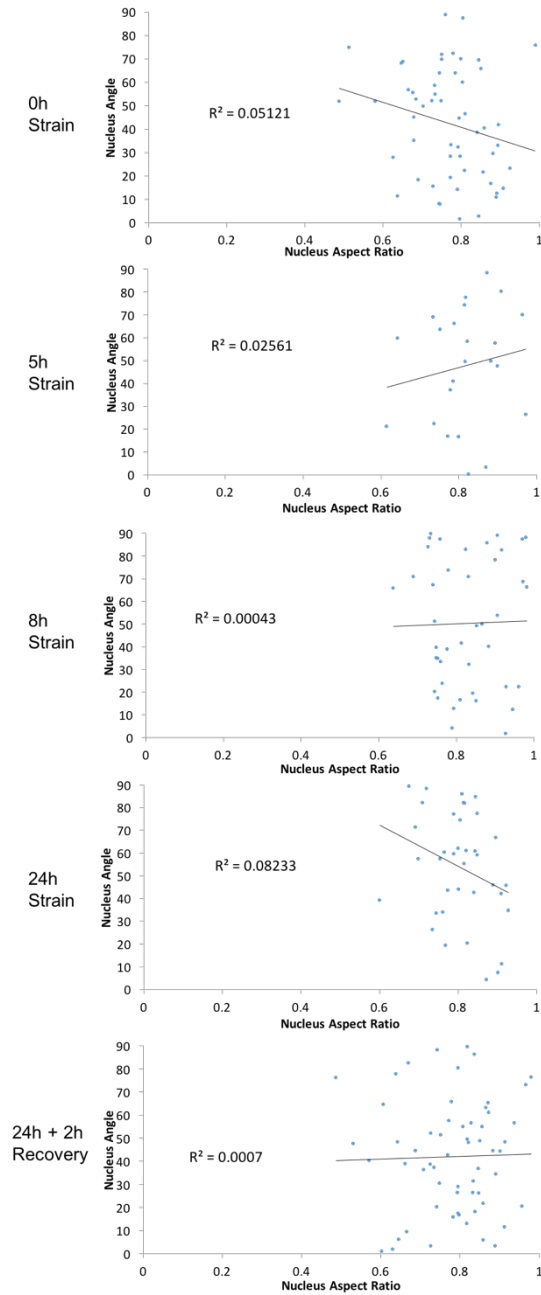 0h
Strain
Nucleus Angle
90
80
70
60
50
40
30
20
10
0
R² = 0.05121
0 0.2 0.4 0.6 0.8 1
Nucleus Aspect Ratio
5h
Strain
Nucleus Angle
90
80
70
60
50
40
30
20
10
0
R² = 0.02561
0 0.2 0.4 0.6 0.8 1
Nucleus Aspect Ratio
8h
Strain
Nucleus Angle
90
80
70
60
50
40
30
20
10
0
R² = 0.00043
0 0.2 0.4 0.6 0.8 1
Nucleus Aspect Ratio
24h
Strain
Nucleus Angle
90
80
70
60
50
40
30
20
10
0
R² = 0.08233
0 0.2 0.4 0.6 0.8 1
Nucleus Aspect Ratio
24h + 2h
Recovery
Nucleus Angle
90
80
70
60
50
40
30
20
10
0
R² = 0.0007
0 0.2 0.4 0.6 0.8 1
Nucleus Aspect Ratio